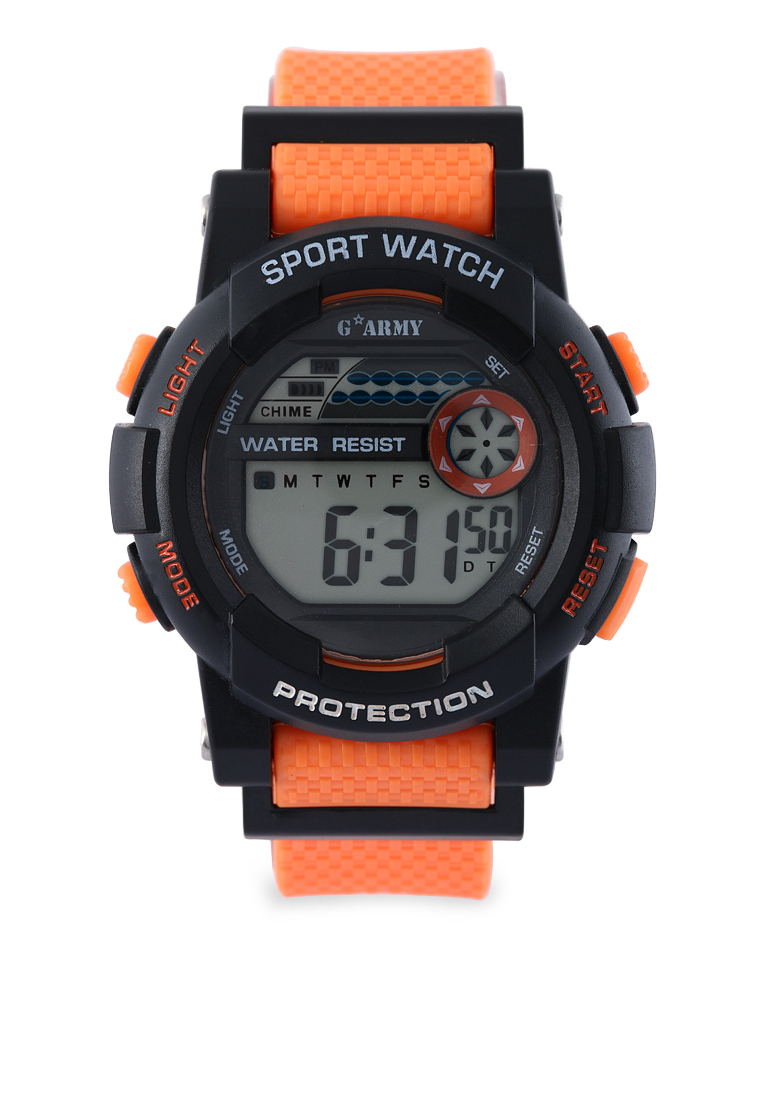 SPORT WATCH
G☆ARMY
PM
SET
LIGHT
START
LIGHT
CHIME
WATER RESIST
S M T W T F S
6:31 50
D T
MODE
RESET
MODE
RESET
PROTECTION